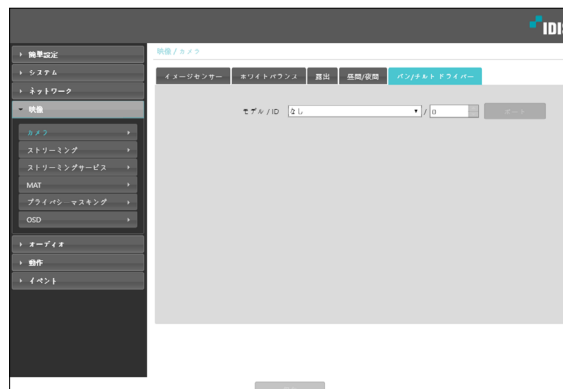 IDIS
簡単設定
システム
ネットワーク
映像
カメラ
ストリーミング
ストリーミングサービス
MAT
プライバシーマスキング
OSD
オーディオ
動作
イベント
映像 / カメラ
イメージセンサー ホワイトバランス 露出 昼間/夜間 パン/チルト ドライバー
モデル / ID なし / 0